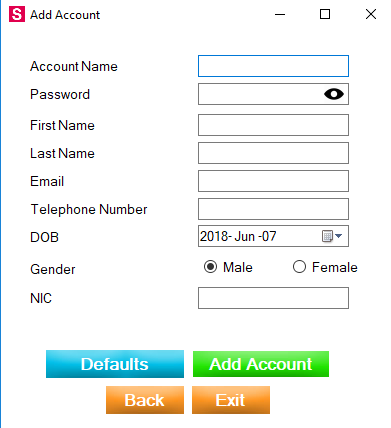 S Add Account
Account Name
Password
First Name
Last Name
Email
Telephone Number
DOB 2018- Jun -07
Gender Male Female
NIC
Defaults Add Account
Back Exit